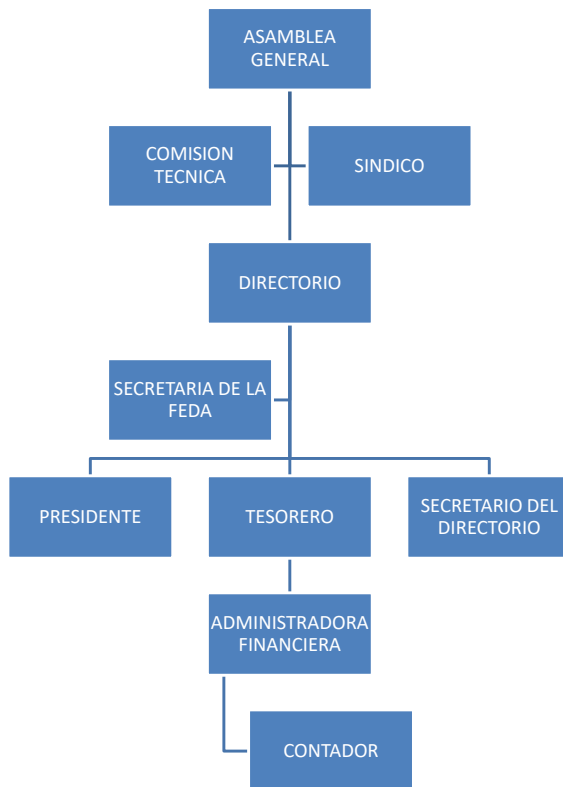 ASAMBLEA
GENERAL
COMISION
TECNICA
SINDICO
DIRECTORIO
SECRETARIA DE LA
FEDA
PRESIDENTE
TESORERO
SECRETARIO DEL
DIRECTORIO
ADMINISTRADORA
FINANCIERA
CONTADOR